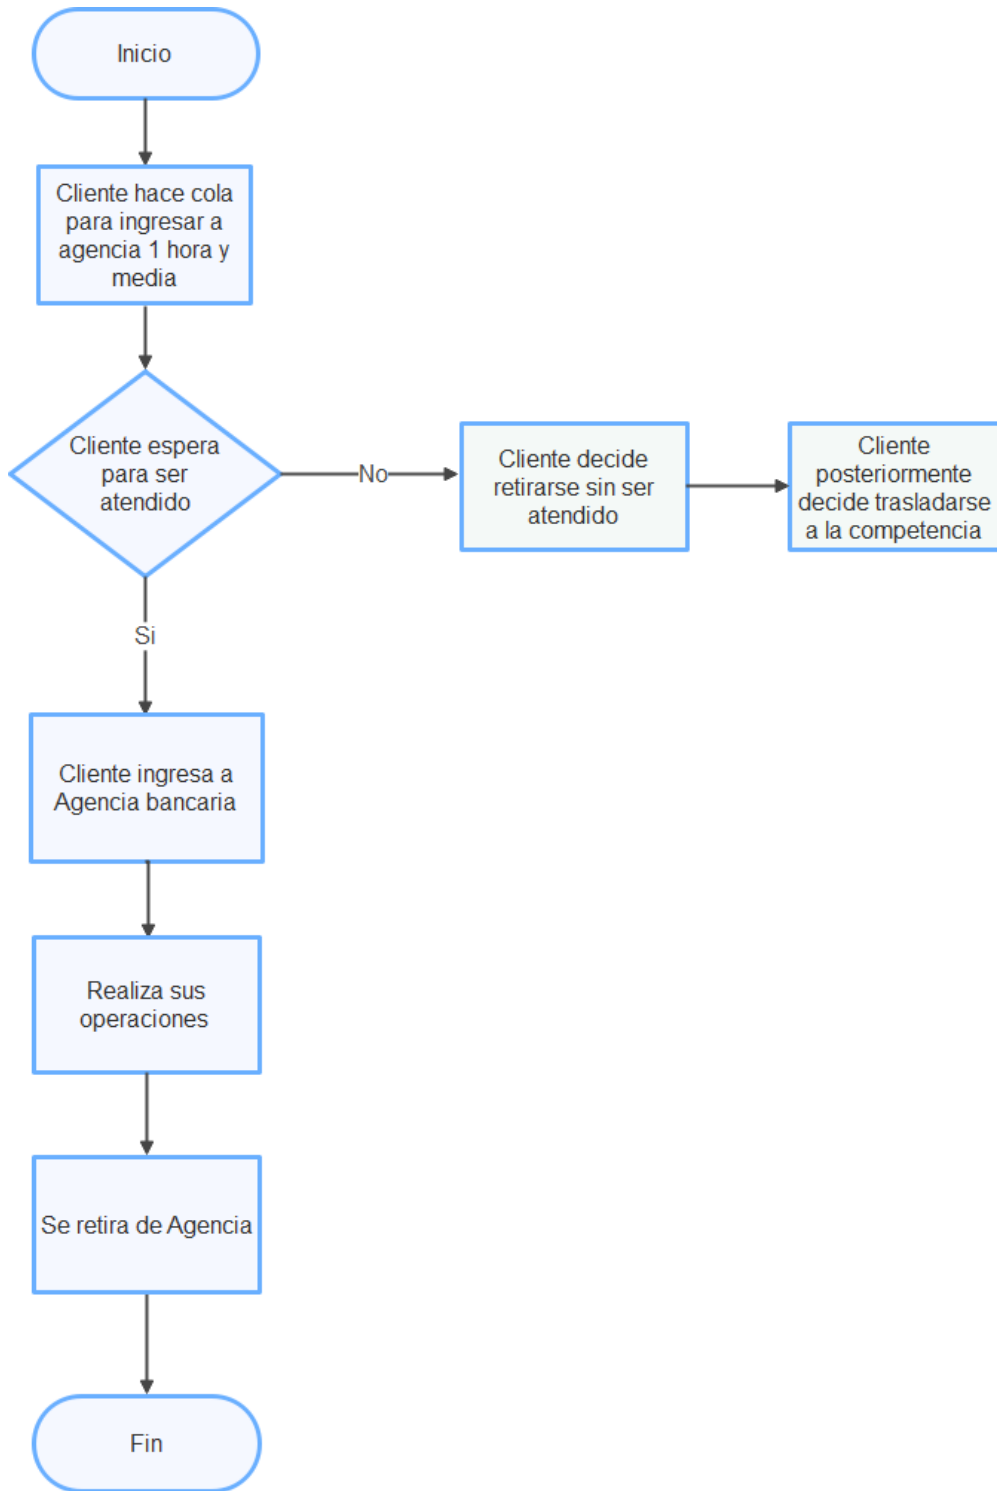 Inicio
Cliente hace cola
para ingresar a
agencia 1 hora y
media
Cliente espera
para ser
atendido
No
Cliente decide
retirarse sin ser
atendido
Cliente
posteriormente
decide trasladarse
a la competencia
Si
Cliente ingresa a
Agencia bancaria
Realiza sus
operaciones
Se retira de Agencia
Fin